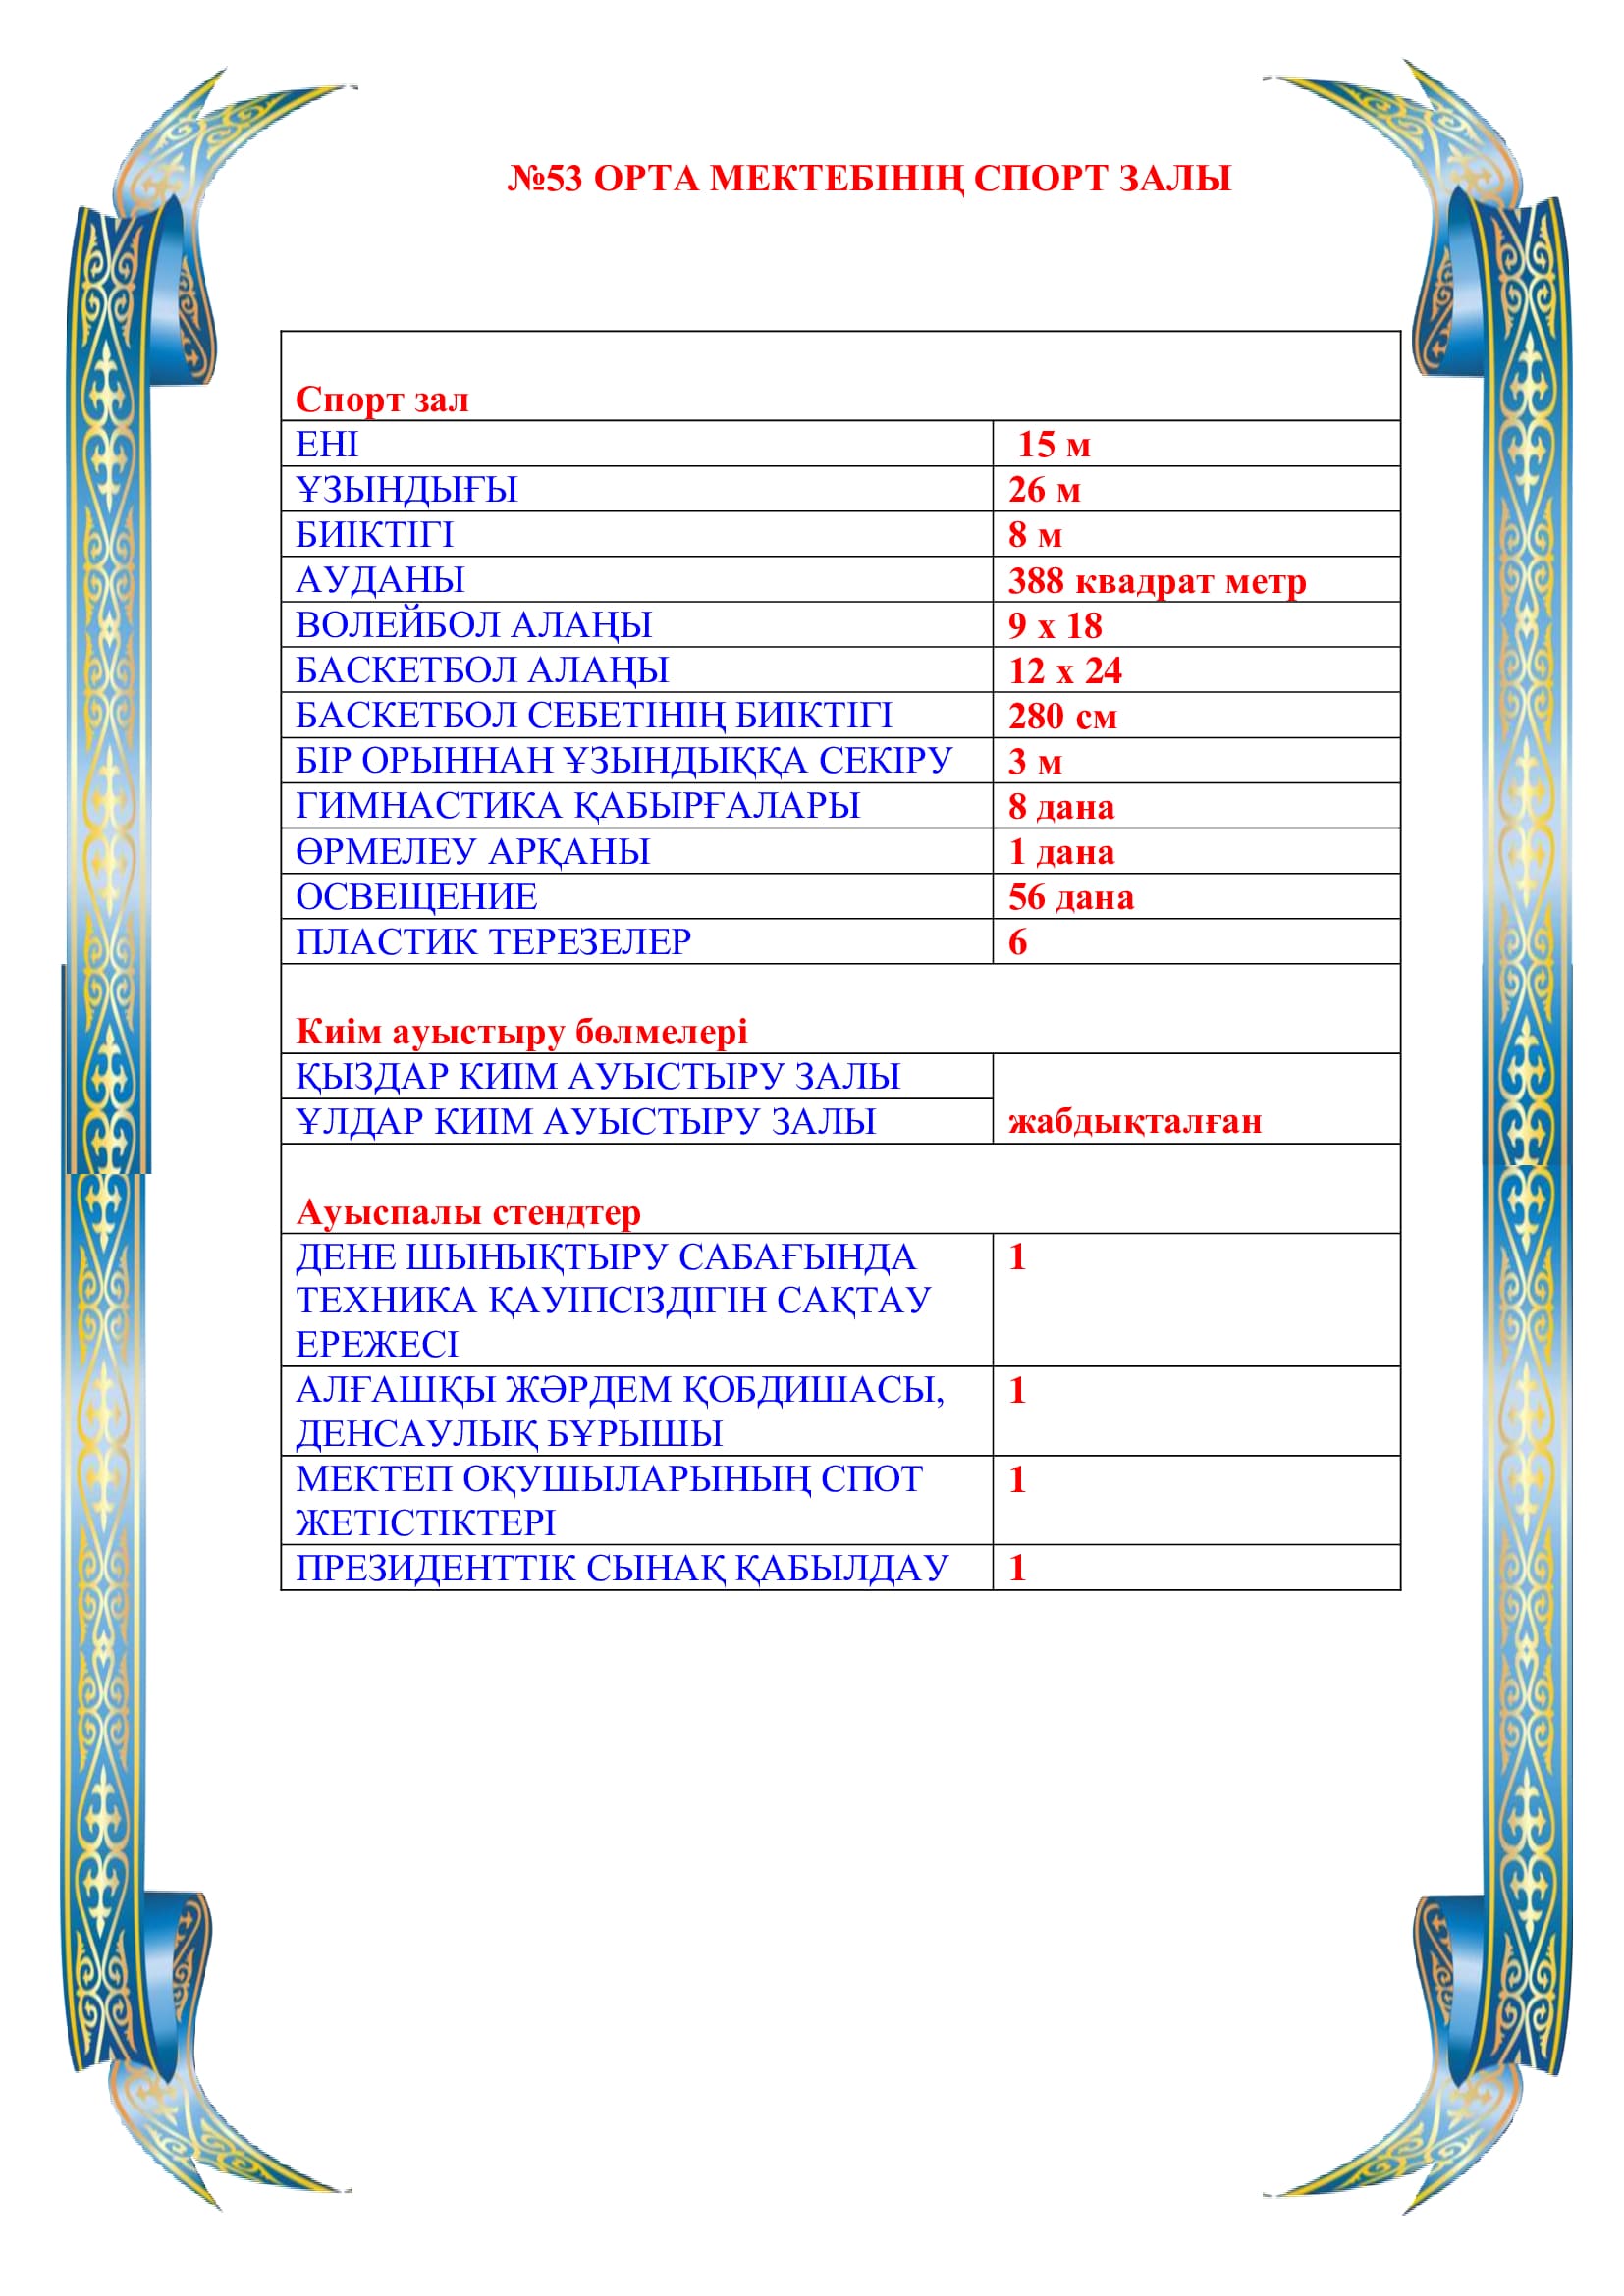 №53 ОРТА МЕКТЕБІНІҢ СПОРТ ЗАЛЫ
Спорт зал
ЕНІ 15 м
ҰЗЫНДЫҒЫ 26 м
БИІКТІГІ 8 м
АУДАНЫ 388 квадрат метр
ВОЛЕЙБОЛ АЛАҢЫ 9 х 18
БАСКЕТБОЛ АЛАҢЫ 12 х 24
БАСКЕТБОЛ СЕБЕТІНІҢ БИІКТІГІ 280 см
БІР ОРЫННАН ҰЗЫНДЫҚҚА СЕКІРУ 3 м
ГИМНАСТИКА ҚАБЫРҒАЛАРЫ 8 дана
ӨРМЕЛЕУ АРҚАНЫ 1 дана
ОСВЕЩЕНИЕ 56 дана
ПЛАСТИК ТЕРЕЗЕЛЕР 6
Киім ауыстыру бөлмелері
ҚЫЗДАР КИІМ АУЫСТЫРУ ЗАЛЫ
ҰЛДАР КИІМ АУЫСТЫРУ ЗАЛЫ жабдықталған
Ауыспалы стендтер
ДЕНЕ ШЫНЫҚТЫРУ САБАҒЫНДА 1
ТЕХНИКА ҚАУІПСІЗДІГІН САҚТАУ
ЕРЕЖЕСІ
АЛҒАШҚЫ ЖӘРДЕМ ҚОБДИШАСЫ, 1
ДЕНСАУЛЫҚ БҰРЫШЫ
МЕКТЕП ОҚУШЫЛАРЫНЫҢ СПОТ 1
ЖЕТІСТІКТЕРІ
ПРЕЗИДЕНТТІК СЫНАҚ ҚАБЫЛДАУ 1